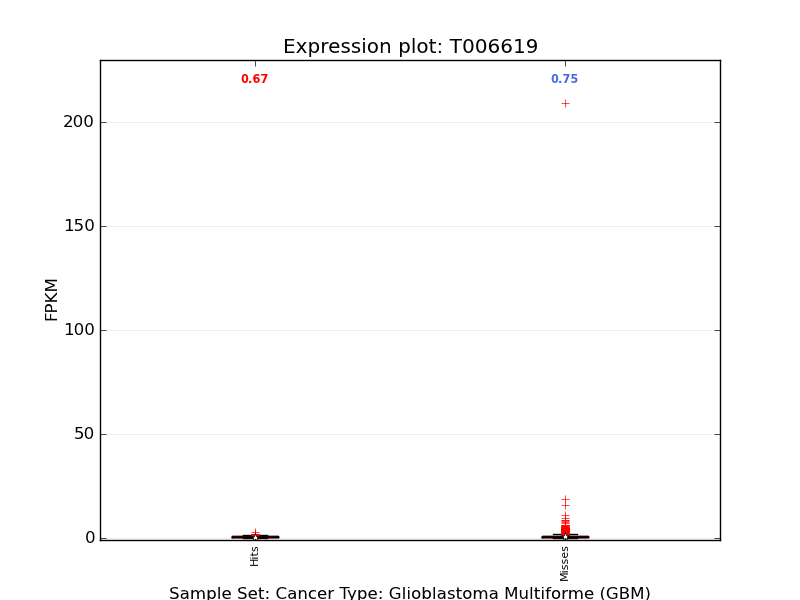 Expression plot: T006619
0.67
0.75
200
150
100
50
0
FPKM
Hits
Misses
Sample Set: Cancer Type: Glioblastoma Multiforme (GBM)